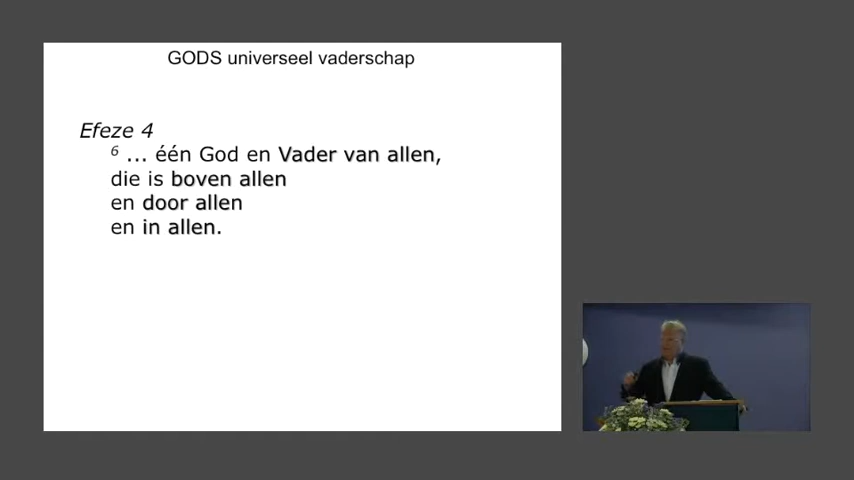 GODS universeel vaderschap
Efeze 4
6 ... één God en Vader van allen,
die is boven allen
en door allen
en in allen.